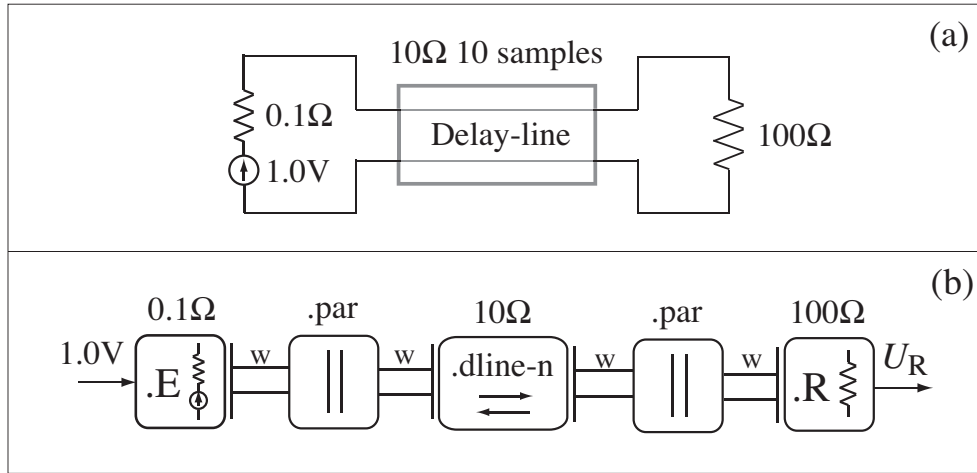 (a)
10Ω 10 samples
0.1Ω
Delay-line
100Ω
1.0V
(b)
0.1Ω .par 10Ω .par 100Ω
1.0V w w w w U_R
.E .dline-n .R